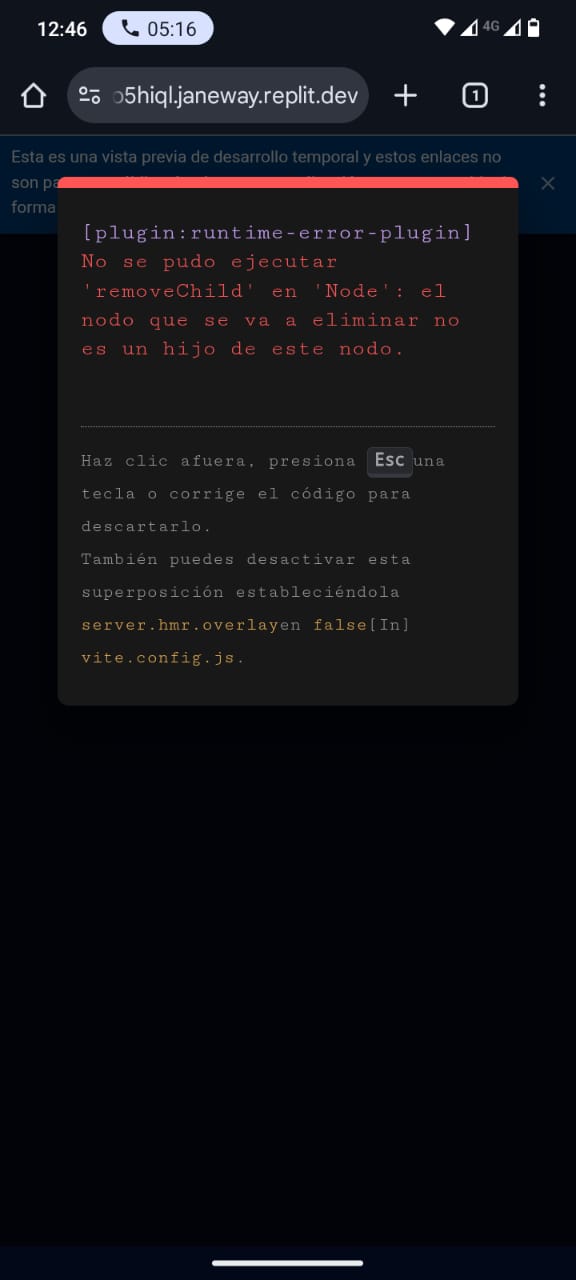 12:46 05:16 4G
o5hiql.janeway.replit.dev 1
Esta es una vista previa de desarrollo temporal y estos enlaces no
son
forma
[plugin:runtime-error-plugin]
No se pudo ejecutar
'removeChild' en 'Node': el
nodo que se va a eliminar no
es un hijo de este nodo.
Haz clic afuera, presiona Esc una
tecla o corrige el código para
descartarlo.
También puedes desactivar esta
superposición estableciéndola
server.hmr.overlayen false[In]
vite.config.js.